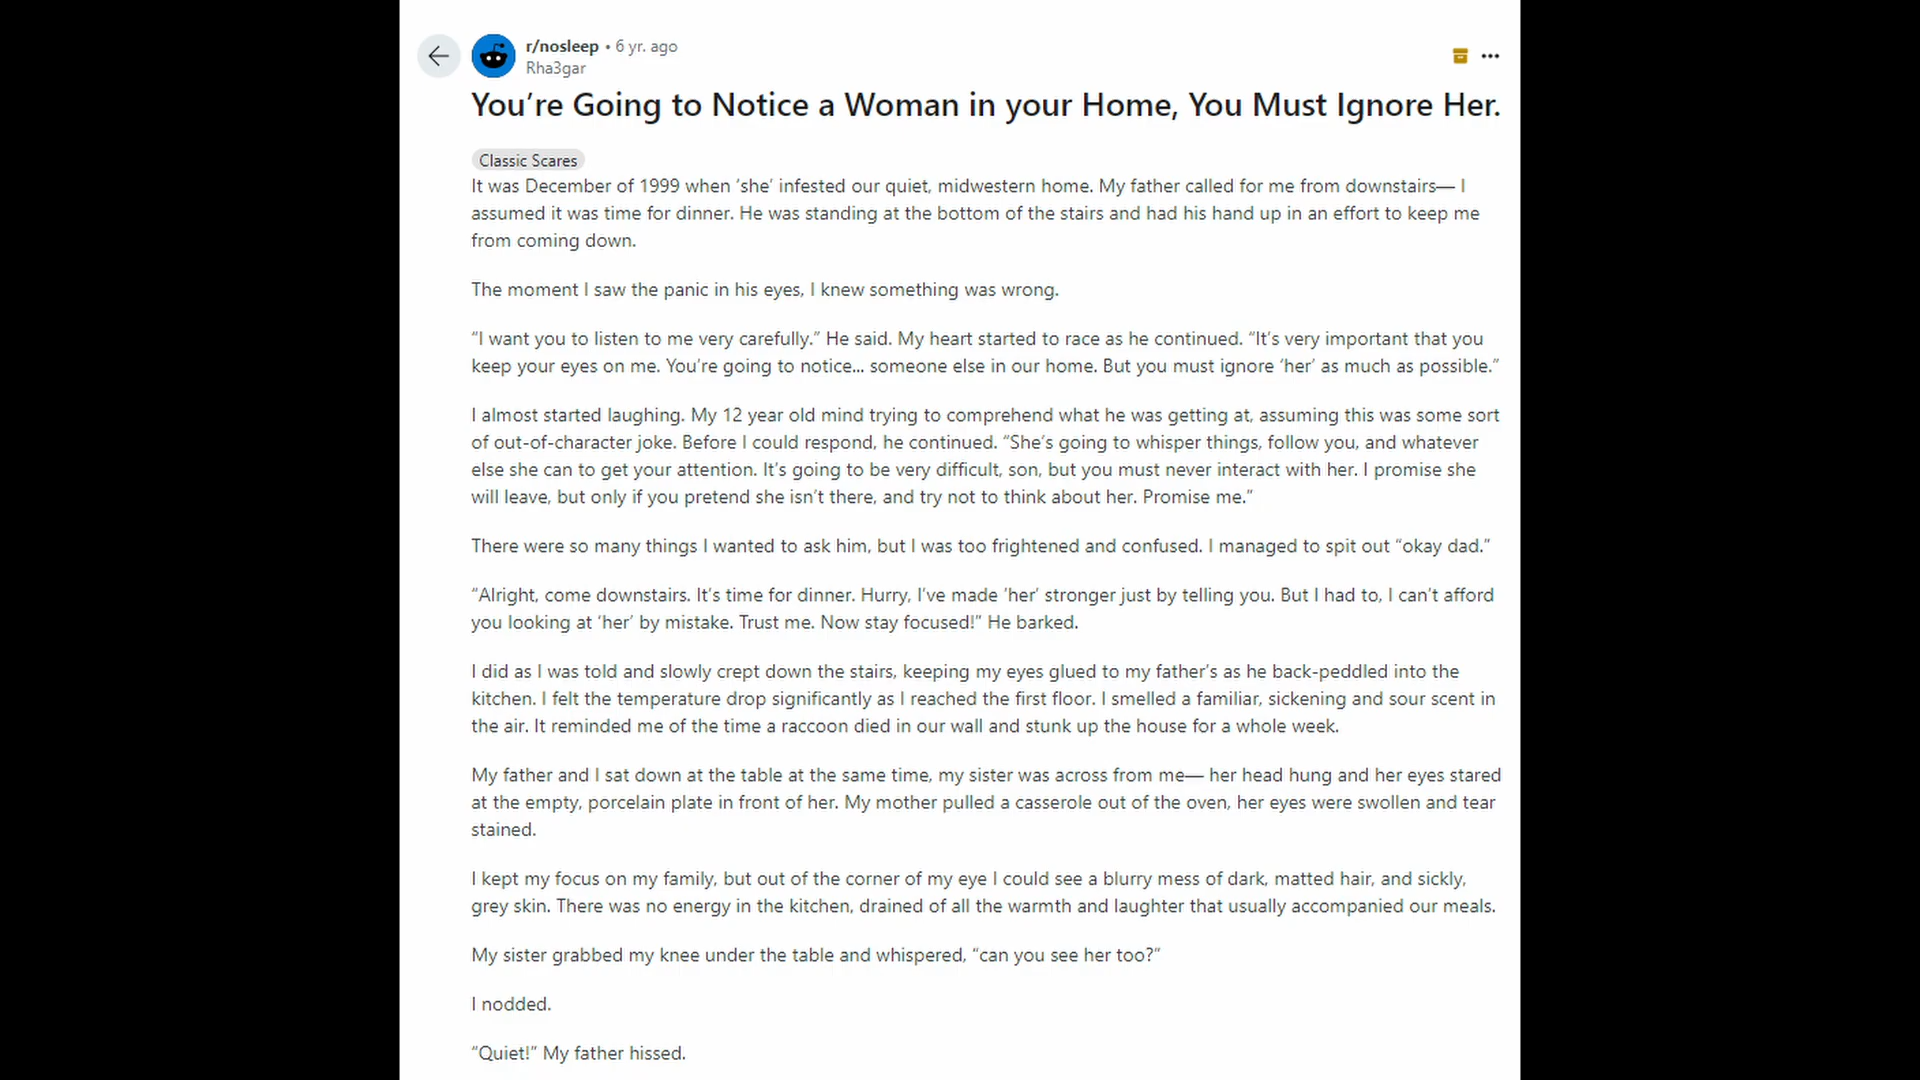 r/nosleep • 6 yr. ago
Rha3gar
You’re Going to Notice a Woman in your Home, You Must Ignore Her.
Classic Scares
It was December of 1999 when ‘she’ infested our quiet, midwestern home. My father called for me from downstairs— I
assumed it was time for dinner. He was standing at the bottom of the stairs and had his hand up in an effort to keep me
from coming down.
The moment I saw the panic in his eyes, I knew something was wrong.
“I want you to listen to me very carefully.” He said. My heart started to race as he continued. “It’s very important that you
keep your eyes on me. You’re going to notice... someone else in our home. But you must ignore ‘her’ as much as possible.”
I almost started laughing. My 12 year old mind trying to comprehend what he was getting at, assuming this was some sort
of out-of-character joke. Before I could respond, he continued. “She’s going to whisper things, follow you, and whatever
else she can to get your attention. It’s going to be very difficult, son, but you must never interact with her. I promise she
will leave, but only if you pretend she isn’t there, and try not to think about her. Promise me.”
There were so many things I wanted to ask him, but I was too frightened and confused. I managed to spit out “okay dad.”
“Alright, come downstairs. It’s time for dinner. Hurry, I’ve made ‘her’ stronger just by telling you. But I had to, I can’t afford
you looking at ‘her’ by mistake. Trust me. Now stay focused!” He barked.
I did as I was told and slowly crept down the stairs, keeping my eyes glued to my father’s as he back-peddled into the
kitchen. I felt the temperature drop significantly as I reached the first floor. I smelled a familiar, sickening and sour scent in
the air. It reminded me of the time a raccoon died in our wall and stunk up the house for a whole week.
My father and I sat down at the table at the same time, my sister was across from me— her head hung and her eyes stared
at the empty, porcelain plate in front of her. My mother pulled a casserole out of the oven, her eyes were swollen and tear
stained.
I kept my focus on my family, but out of the corner of my eye I could see a blurry mess of dark, matted hair, and sickly,
grey skin. There was no energy in the kitchen, drained of all the warmth and laughter that usually accompanied our meals.
My sister grabbed my knee under the table and whispered, “can you see her too?”
I nodded.
“Quiet!” My father hissed.